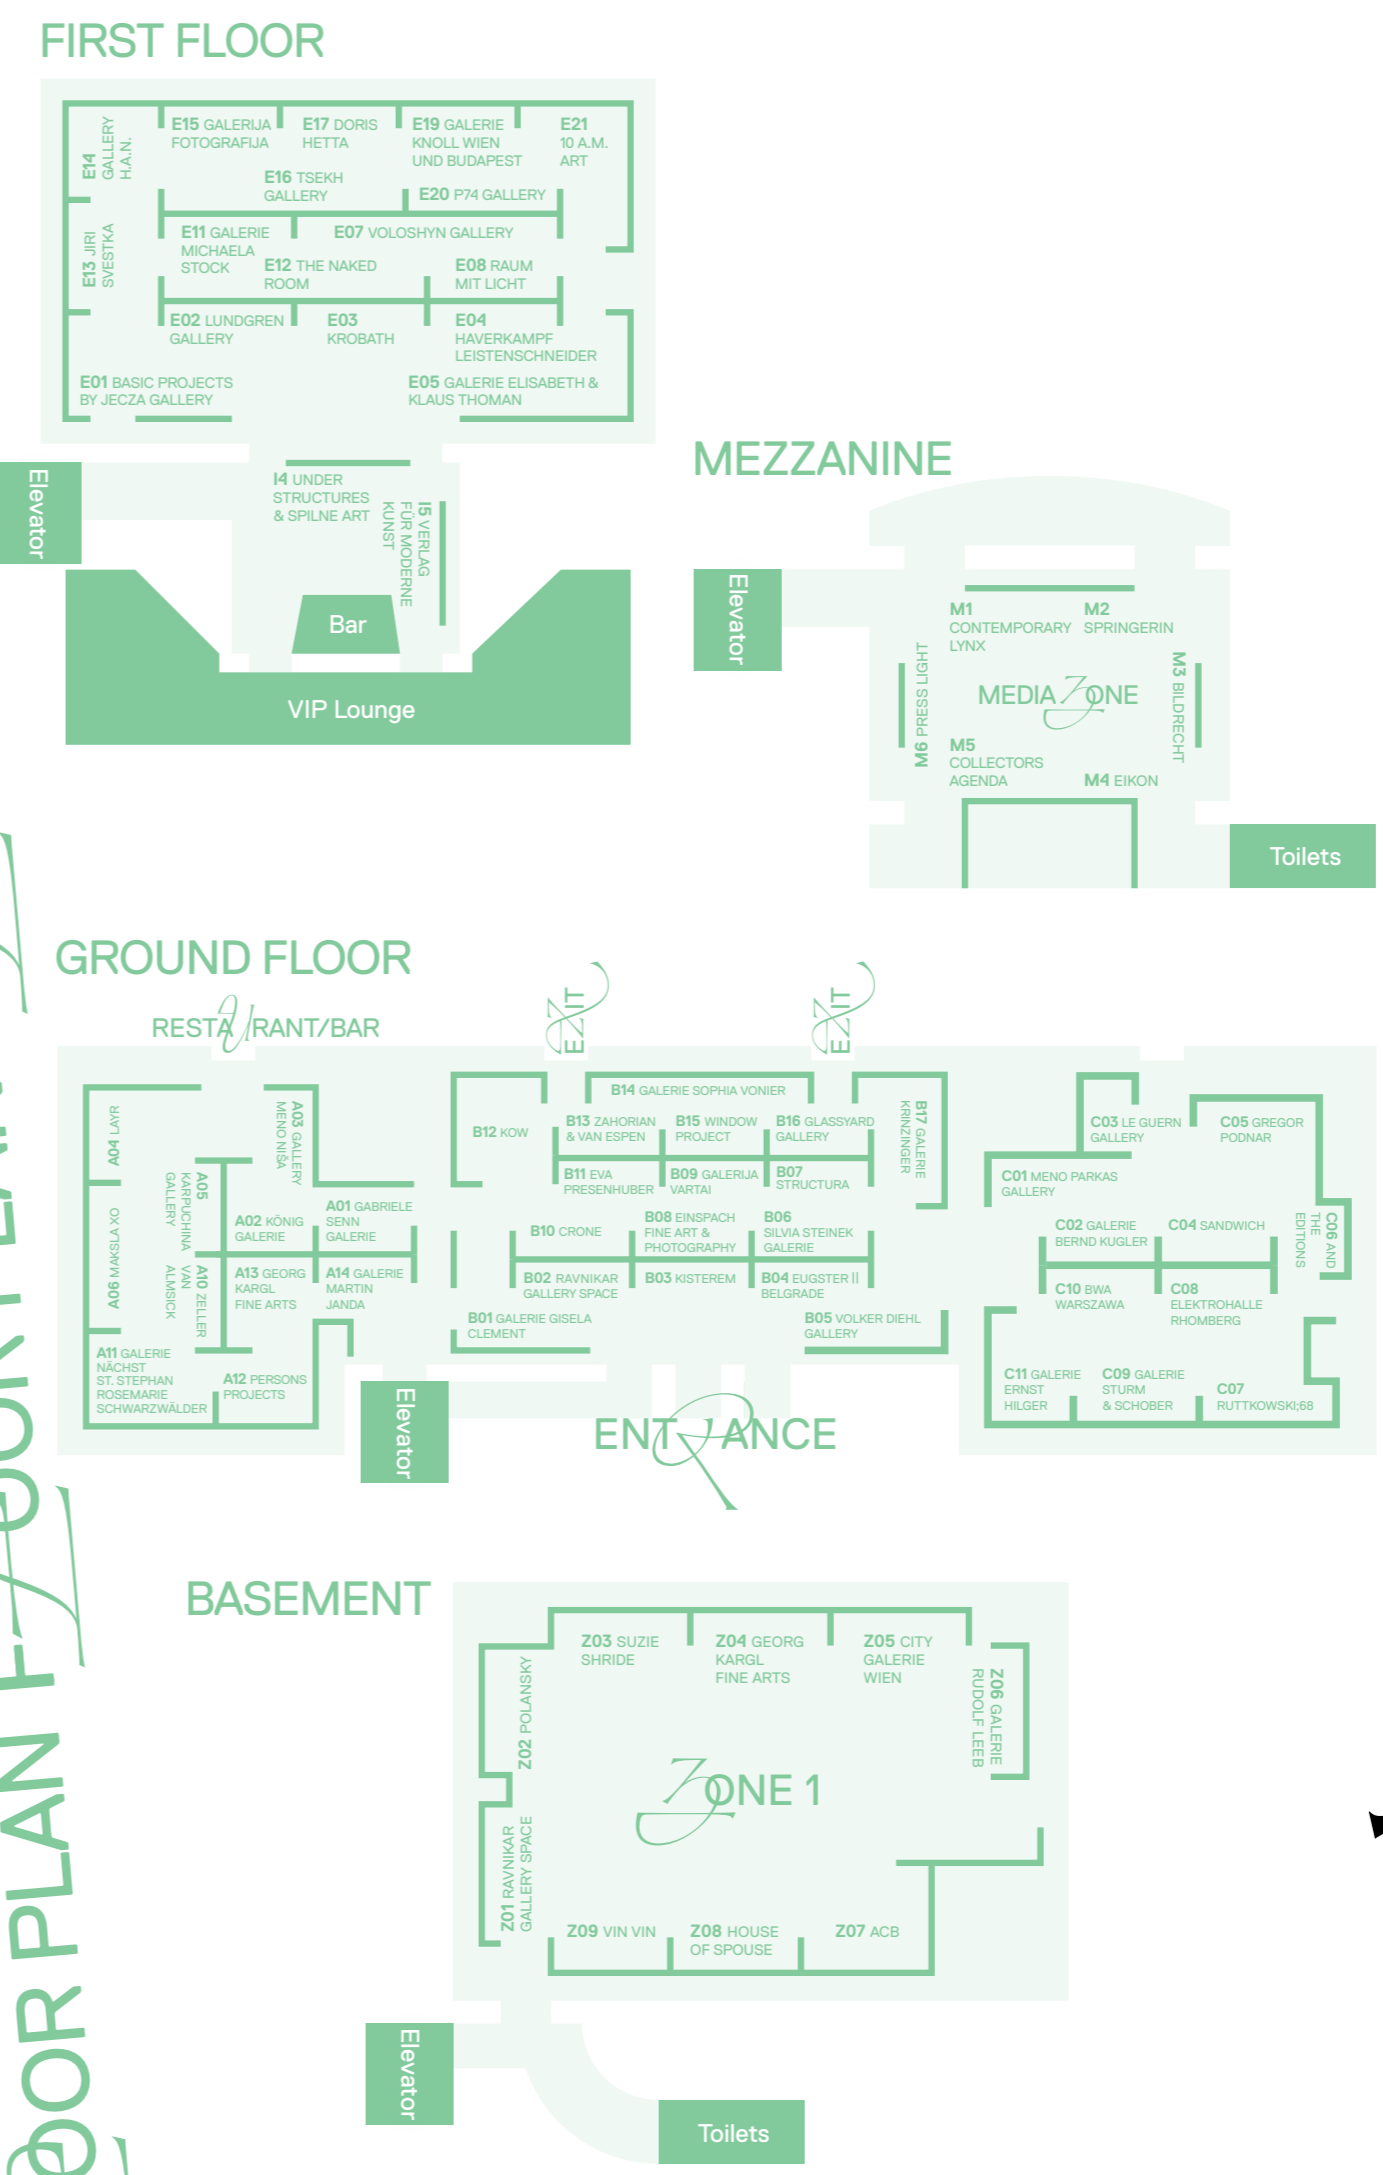 FIRST FLOOR
E14 GALLERY H.A.N.
E15 GALERIJA
FOTOGRAFIJA
E17 DORIS
HETTA
E19 GALERIE
KNOLL WIEN
UND BUDAPEST
E21
10 A.M.
ART
E16 TSEKH
GALLERY
E20 P74 GALLERY
E13 JIRI
SVESTKA
E11 GALERIE
MICHAELA
STOCK
E07 VOLOSHYN GALLERY
E12 THE NAKED
ROOM
E08 RAUM
MIT LICHT
E02 LUNDGREN
GALLERY
E03
KROBATH
E04
HAVERKAMPF
LEISTENSCHNEIDER
E01 BASIC PROJECTS
BY JECZA GALLERY
E05 GALERIE ELISABETH &
KLAUS THOMAN
Elevator
I4 UNDER
STRUCTURES
& SPILNE ART
I5 VERLAG
FÜR MODERNE
KUNST
Bar
VIP Lounge
MEZZANINE
Elevator
M1
CONTEMPORARY
LYNX
M2
SPRINGERIN
M6 PRESS LIGHT
MEDIA ZONE
M3 BILDRECHT
M5
COLLECTORS
AGENDA
M4 EIKON
Toilets
GROUND FLOOR
RESTAURANT/BAR
EXIT
EXIT
A04 LAYR
A03 GALLERY
MENO NIŠA
A05
KARPUCHINA
GALLERY
A01 GABRIELE
SENN
GALERIE
A02 KÖNIG
GALERIE
A06 MAKSLA XO
A10 ZELLER
VAN
ALMSICK
A13 GEORG
KARGL
FINE ARTS
A14 GALERIE
MARTIN
JANDA
A11 GALERIE
NÄCHST
ST. STEPHAN
ROSEMARIE
SCHWARZWÄLDER
A12 PERSONS
PROJECTS
B14 GALERIE SOPHIA VONIER
B12 KOW
B13 ZAHORIAN
& VAN ESPEN
B15 WINDOW
PROJECT
B16 GLASSYARD
GALLERY
B17 GALERIE
KRINZINGER
B11 EVA
PRESENHUBER
B09 GALERIJA
VARTAI
B07
STRUCTURA
B10 CRONE
B08 EINSPACH
FINE ART &
PHOTOGRAPHY
B06
SILVIA STEINEK
GALERIE
B02 RAVNIKAR
GALLERY SPACE
B03 KISTEREM
B04 EUGSTER ||
BELGRADE
B01 GALERIE GISELA
CLEMENT
B05 VOLKER DIEHL
GALLERY
C03 LE GUERN
GALLERY
C05 GREGOR
PODNAR
C01 MENO PARKAS
GALLERY
C02 GALERIE
BERND KUGLER
C04 SANDWICH
C06 AND
THE
EDITIONS
C10 BWA
WARSZAWA
C08
ELEKTROHALLE
RHOMBERG
C11 GALERIE
ERNST
HILGER
C09 GALERIE
STURM
& SCHOBER
C07
RUTTKOWSKI;68
Elevator
ENTRANCE
BASEMENT
Z03 SUZIE
SHRIDE
Z04 GEORG
KARGL
FINE ARTS
Z05 CITY
GALERIE
WIEN
Z02 POLANSKY
Z06 GALERIE
RUDOLF LEEB
ZONE 1
Z01 RAVNIKAR
GALLERY SPACE
Z09 VIN VIN
Z08 HOUSE
OF SPOUSE
Z07 ACB
Elevator
Toilets
OOR PLAN